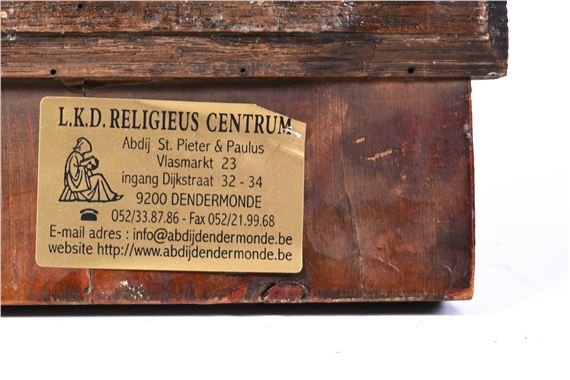 L.K.D. RELIGIEUS CENTRUM
Abdij St. Pieter & Paulus
Vlasmarkt 23
ingang Dijkstraat 32 - 34
9200 DENDERMONDE
052/33.87.86 - Fax 052/21.99.68
E-mail adres : info@abdijdendermonde.be
website http://www.abdijdendermonde.be